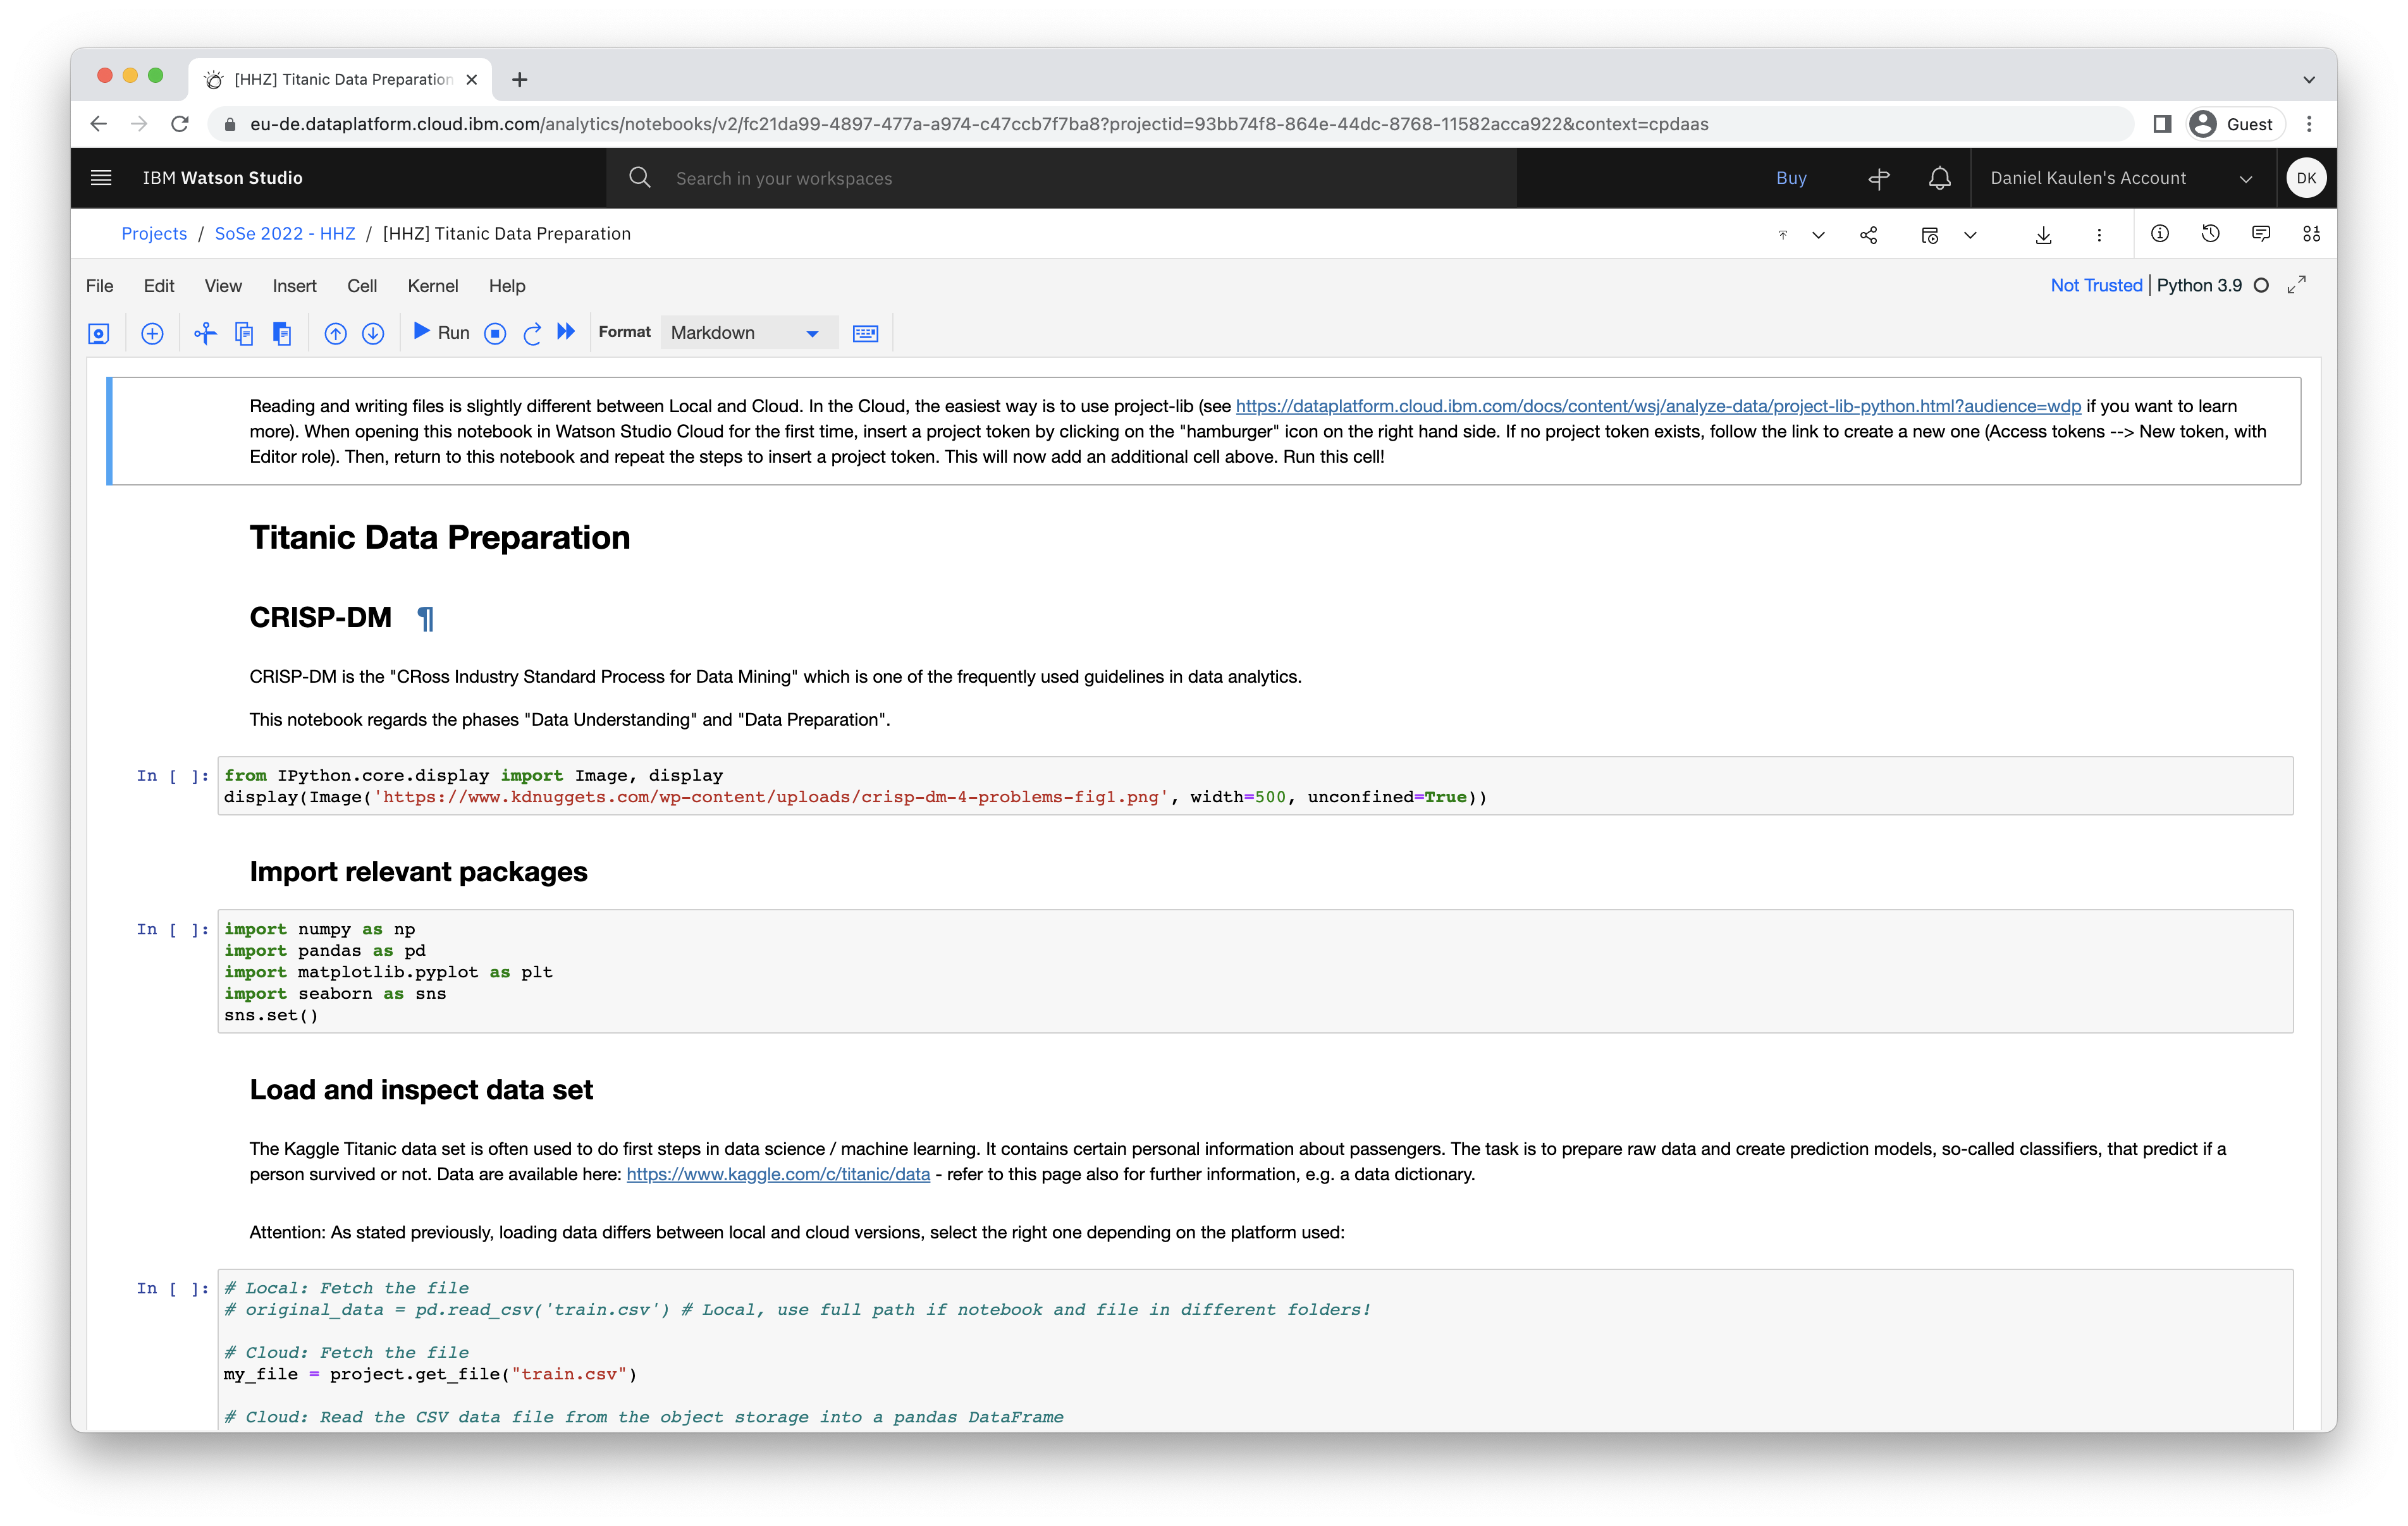 [HHZ] Titanic Data Preparation
eu-de.dataplatform.cloud.ibm.com/analytics/notebooks/v2/fc21da99-4897-477a-a974-c47ccb7f7ba8?projectid=93bb74f8-864e-44dc-8768-11582acca922&context=cpdaas
Guest
IBM Watson Studio
Search in your workspaces
Buy
Daniel Kaulen's Account
DK
Projects / SoSe 2022 - HHZ / [HHZ] Titanic Data Preparation
File Edit View Insert Cell Kernel Help
Not Trusted | Python 3.9
Run
Format
Markdown
Reading and writing files is slightly different between Local and Cloud. In the Cloud, the easiest way is to use project-lib (see https://dataplatform.cloud.ibm.com/docs/content/wsj/analyze-data/project-lib-python.html?audience=wdp if you want to learn
more). When opening this notebook in Watson Studio Cloud for the first time, insert a project token by clicking on the "hamburger" icon on the right hand side. If no project token exists, follow the link to create a new one (Access tokens --> New token, with
Editor role). Then, return to this notebook and repeat the steps to insert a project token. This will now add an additional cell above. Run this cell!
Titanic Data Preparation
CRISP-DM ¶
CRISP-DM is the "CRoss Industry Standard Process for Data Mining" which is one of the frequently used guidelines in data analytics.
This notebook regards the phases "Data Understanding" and "Data Preparation".
In [ ]: from IPython.core.display import Image, display
display(Image('https://www.kdnuggets.com/wp-content/uploads/crisp-dm-4-problems-fig1.png', width=500, unconfined=True))
Import relevant packages
In [ ]: import numpy as np
import pandas as pd
import matplotlib.pyplot as plt
import seaborn as sns
sns.set()
Load and inspect data set
The Kaggle Titanic data set is often used to do first steps in data science / machine learning. It contains certain personal information about passengers. The task is to prepare raw data and create prediction models, so-called classifiers, that predict if a
person survived or not. Data are available here: https://www.kaggle.com/c/titanic/data - refer to this page also for further information, e.g. a data dictionary.
Attention: As stated previously, loading data differs between local and cloud versions, select the right one depending on the platform used:
In [ ]: # Local: Fetch the file
# original_data = pd.read_csv('train.csv') # Local, use full path if notebook and file in different folders!
# Cloud: Fetch the file
my_file = project.get_file("train.csv")
# Cloud: Read the CSV data file from the object storage into a pandas DataFrame